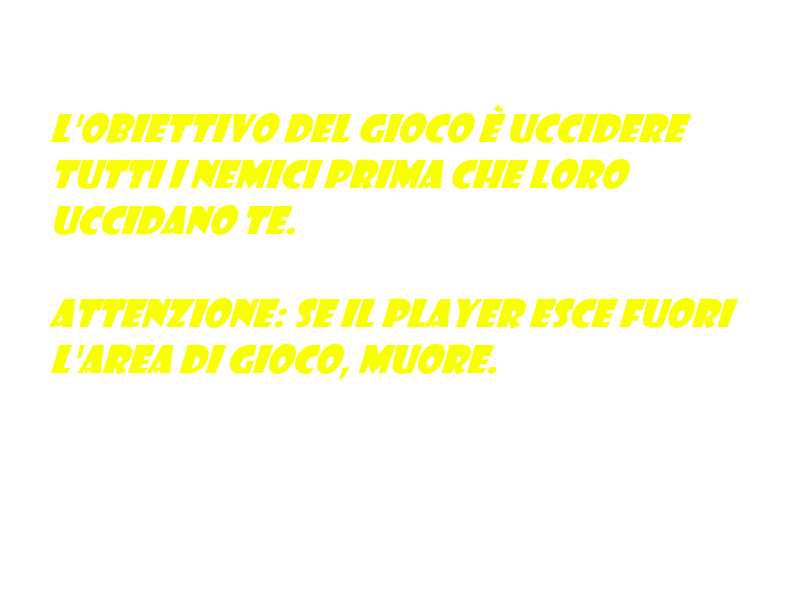 L'OBIETTIVO DEL GIOCO È UCCIDERE
TUTTI I NEMICI PRIMA CHE LORO
UCCIDANO TE.
ATTENZIONE: SE IL PLAYER ESCE FUORI
L'AREA DI GIOCO, MUORE.